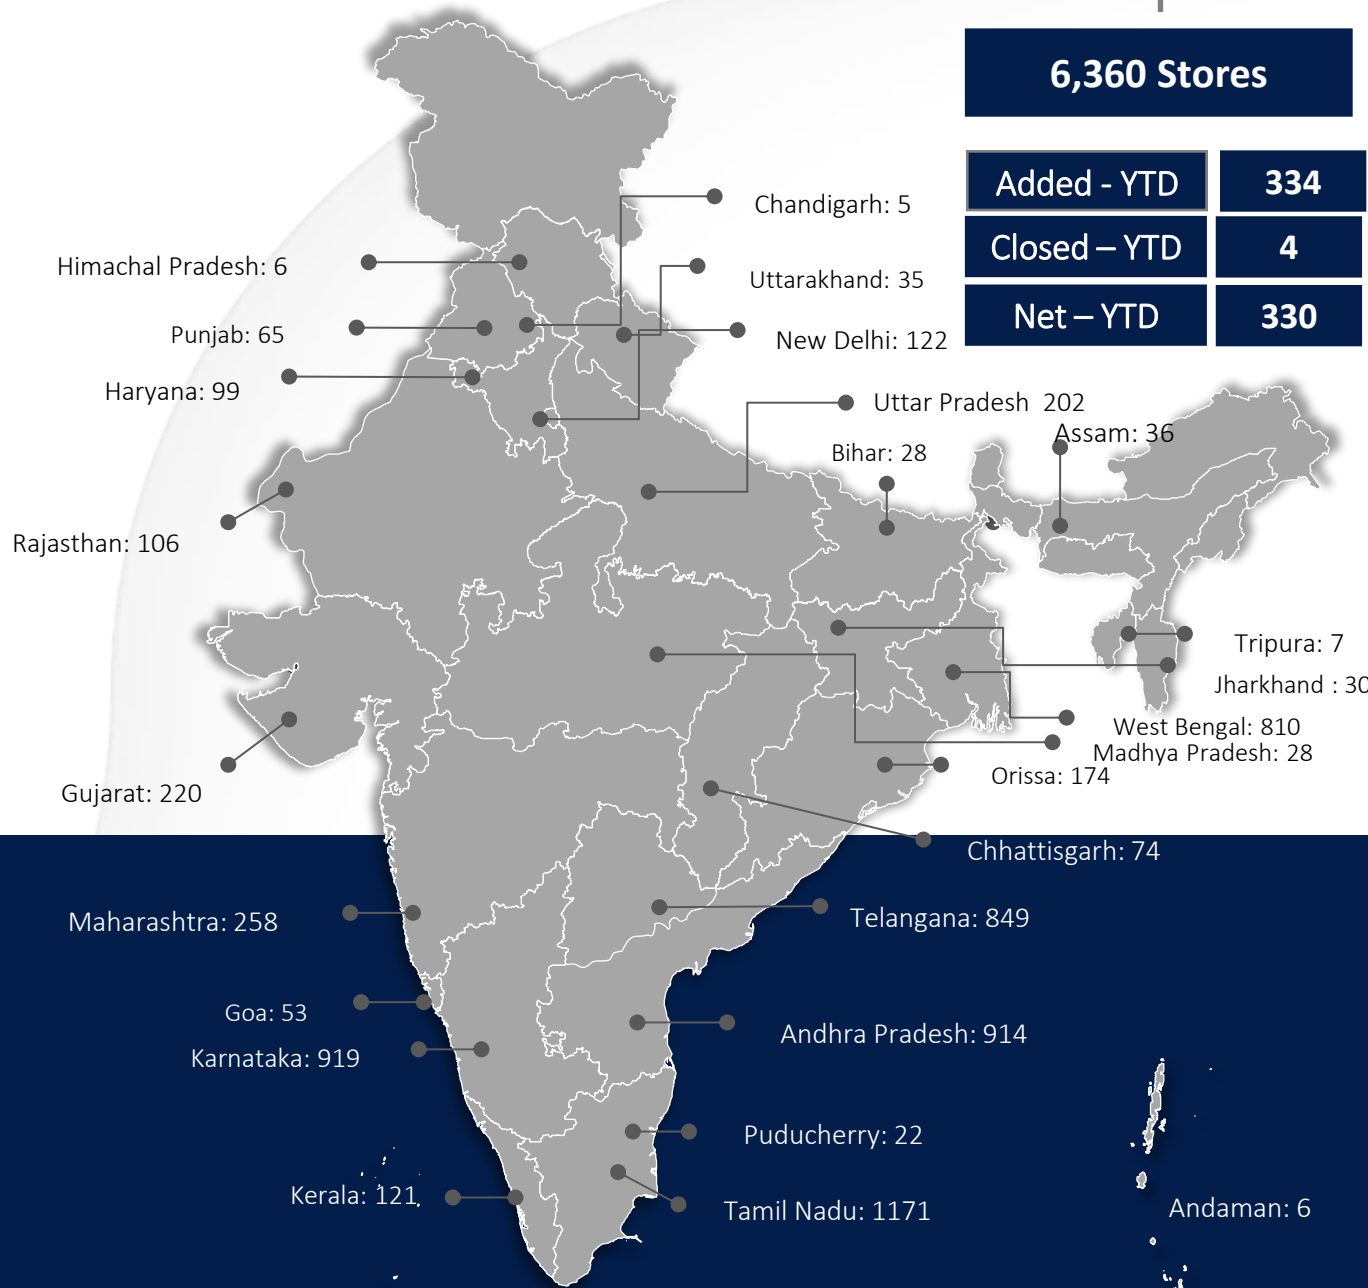 6,360 Stores
Added - YTD 334
Closed – YTD 4
Net – YTD 330
Chandigarh: 5
Himachal Pradesh: 6
Uttarakhand: 35
Punjab: 65
New Delhi: 122
Haryana: 99
Uttar Pradesh 202
Assam: 36
Bihar: 28
Rajasthan: 106
Tripura: 7
Jharkhand : 30
West Bengal: 810
Madhya Pradesh: 28
Orissa: 174
Gujarat: 220
Chhattisgarh: 74
Maharashtra: 258
Telangana: 849
Goa: 53
Andhra Pradesh: 914
Karnataka: 919
Puducherry: 22
Kerala: 121
Tamil Nadu: 1171
Andaman: 6